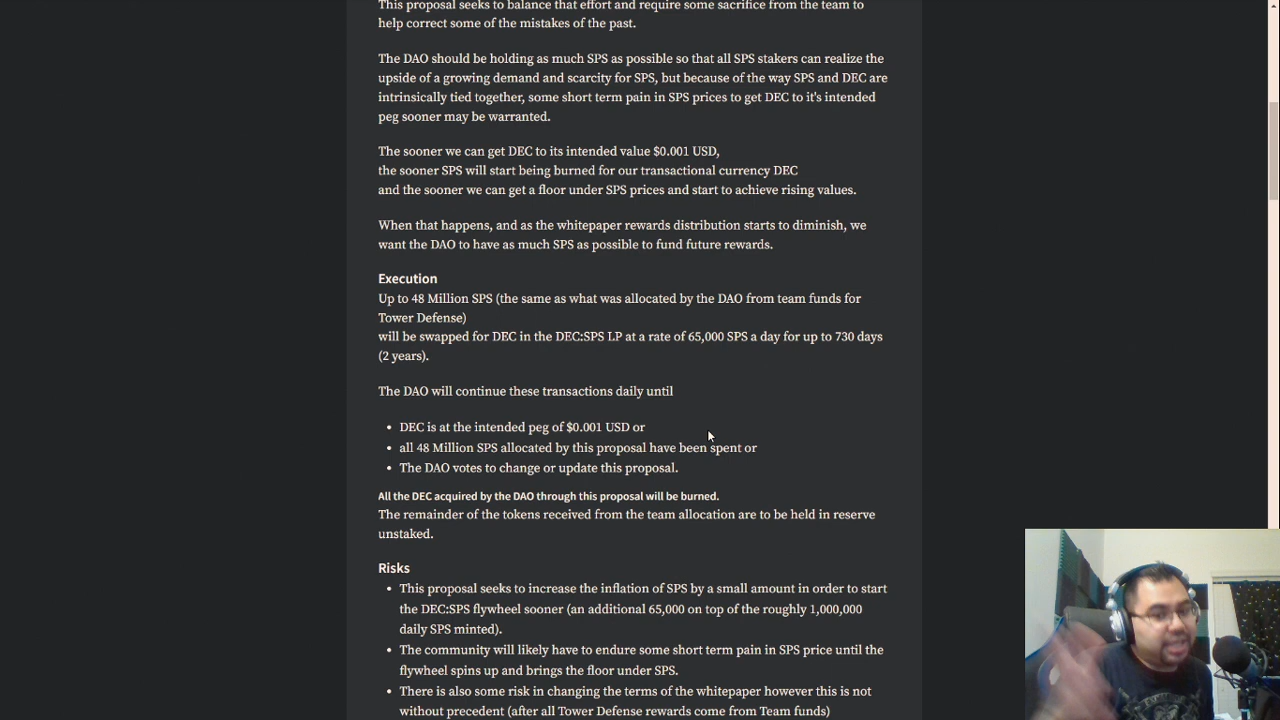 This proposal seeks to balance that effort and require some sacrifice from the team to
help correct some of the mistakes of the past.
The DAO should be holding as much SPS as possible so that all SPS stakers can realize the
upside of a growing demand and scarcity for SPS, but because of the way SPS and DEC are
intrinsically tied together, some short term pain in SPS prices to get DEC to it's intended
peg sooner may be warranted.
The sooner we can get DEC to its intended value $0.001 USD,
the sooner SPS will start being burned for our transactional currency DEC
and the sooner we can get a floor under SPS prices and start to achieve rising values.
When that happens, and as the whitepaper rewards distribution starts to diminish, we
want the DAO to have as much SPS as possible to fund future rewards.
Execution
Up to 48 Million SPS (the same as what was allocated by the DAO from team funds for
Tower Defense)
will be swapped for DEC in the DEC:SPS LP at a rate of 65,000 SPS a day for up to 730 days
(2 years).
The DAO will continue these transactions daily until
• DEC is at the intended peg of $0.001 USD or
• all 48 Million SPS allocated by this proposal have been spent or
• The DAO votes to change or update this proposal.
All the DEC acquired by the DAO through this proposal will be burned.
The remainder of the tokens received from the team allocation are to be held in reserve
unstaked.
Risks
• This proposal seeks to increase the inflation of SPS by a small amount in order to start
the DEC:SPS flywheel sooner (an additional 65,000 on top of the roughly 1,000,000
daily SPS minted).
• The community will likely have to endure some short term pain in SPS price until the
flywheel spins up and brings the floor under SPS.
• There is also some risk in changing the terms of the whitepaper however this is not
without precedent (after all Tower Defense rewards come from Team funds)